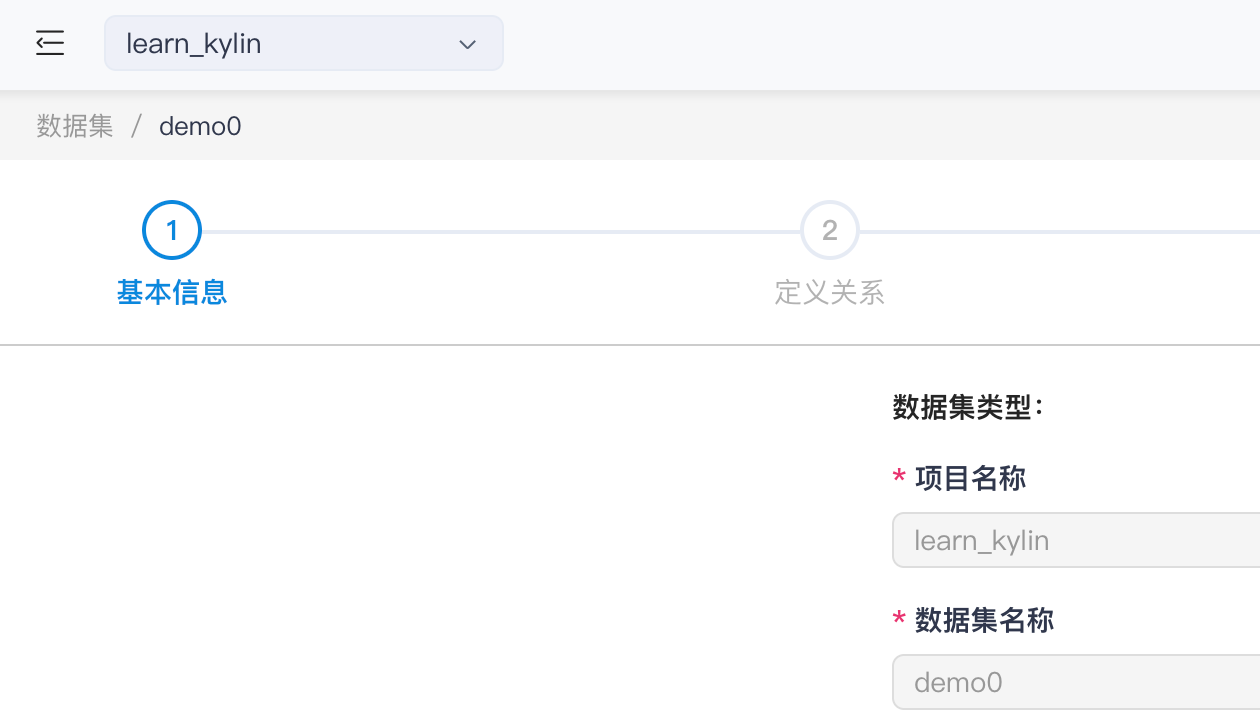 learn_kylin
数据集 / demo0
1
2
基本信息
定义关系
数据集类型:
* 项目名称
learn_kylin
* 数据集名称
demo0